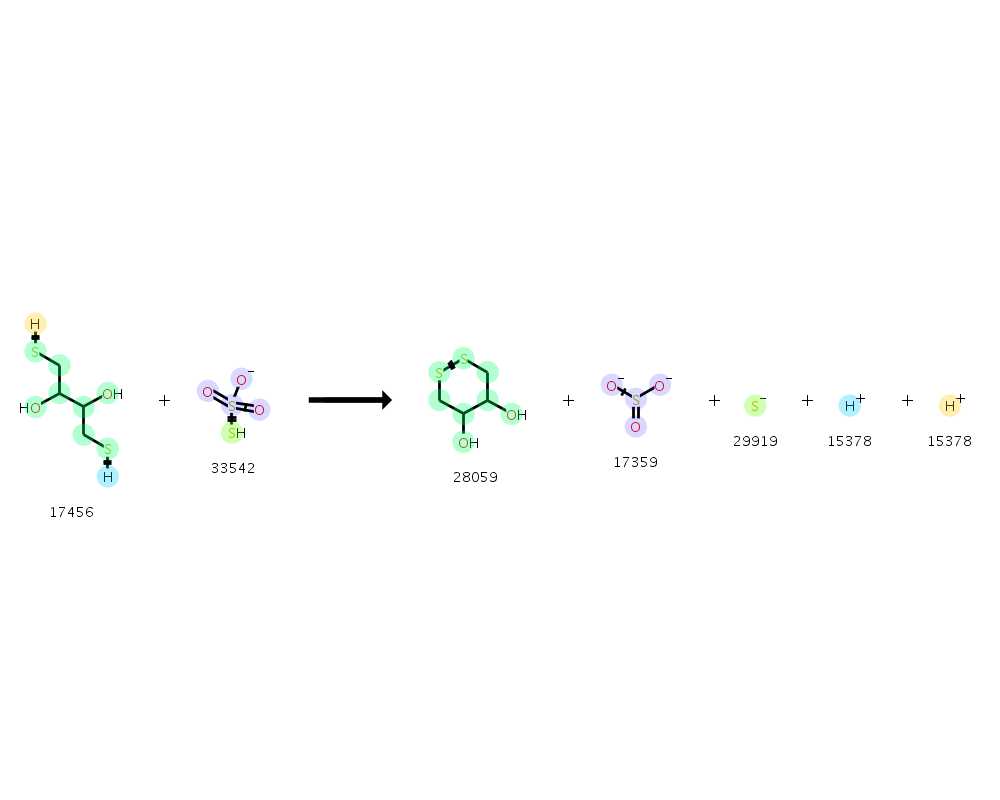 H
S
OH
HO
S
H
17456
+
O
O−
S
O
SH
33542
S
S
OH
OH
28059
+
O−
O−
S
O
17359
+
S−
29919
+
H+
15378
+
H+
15378